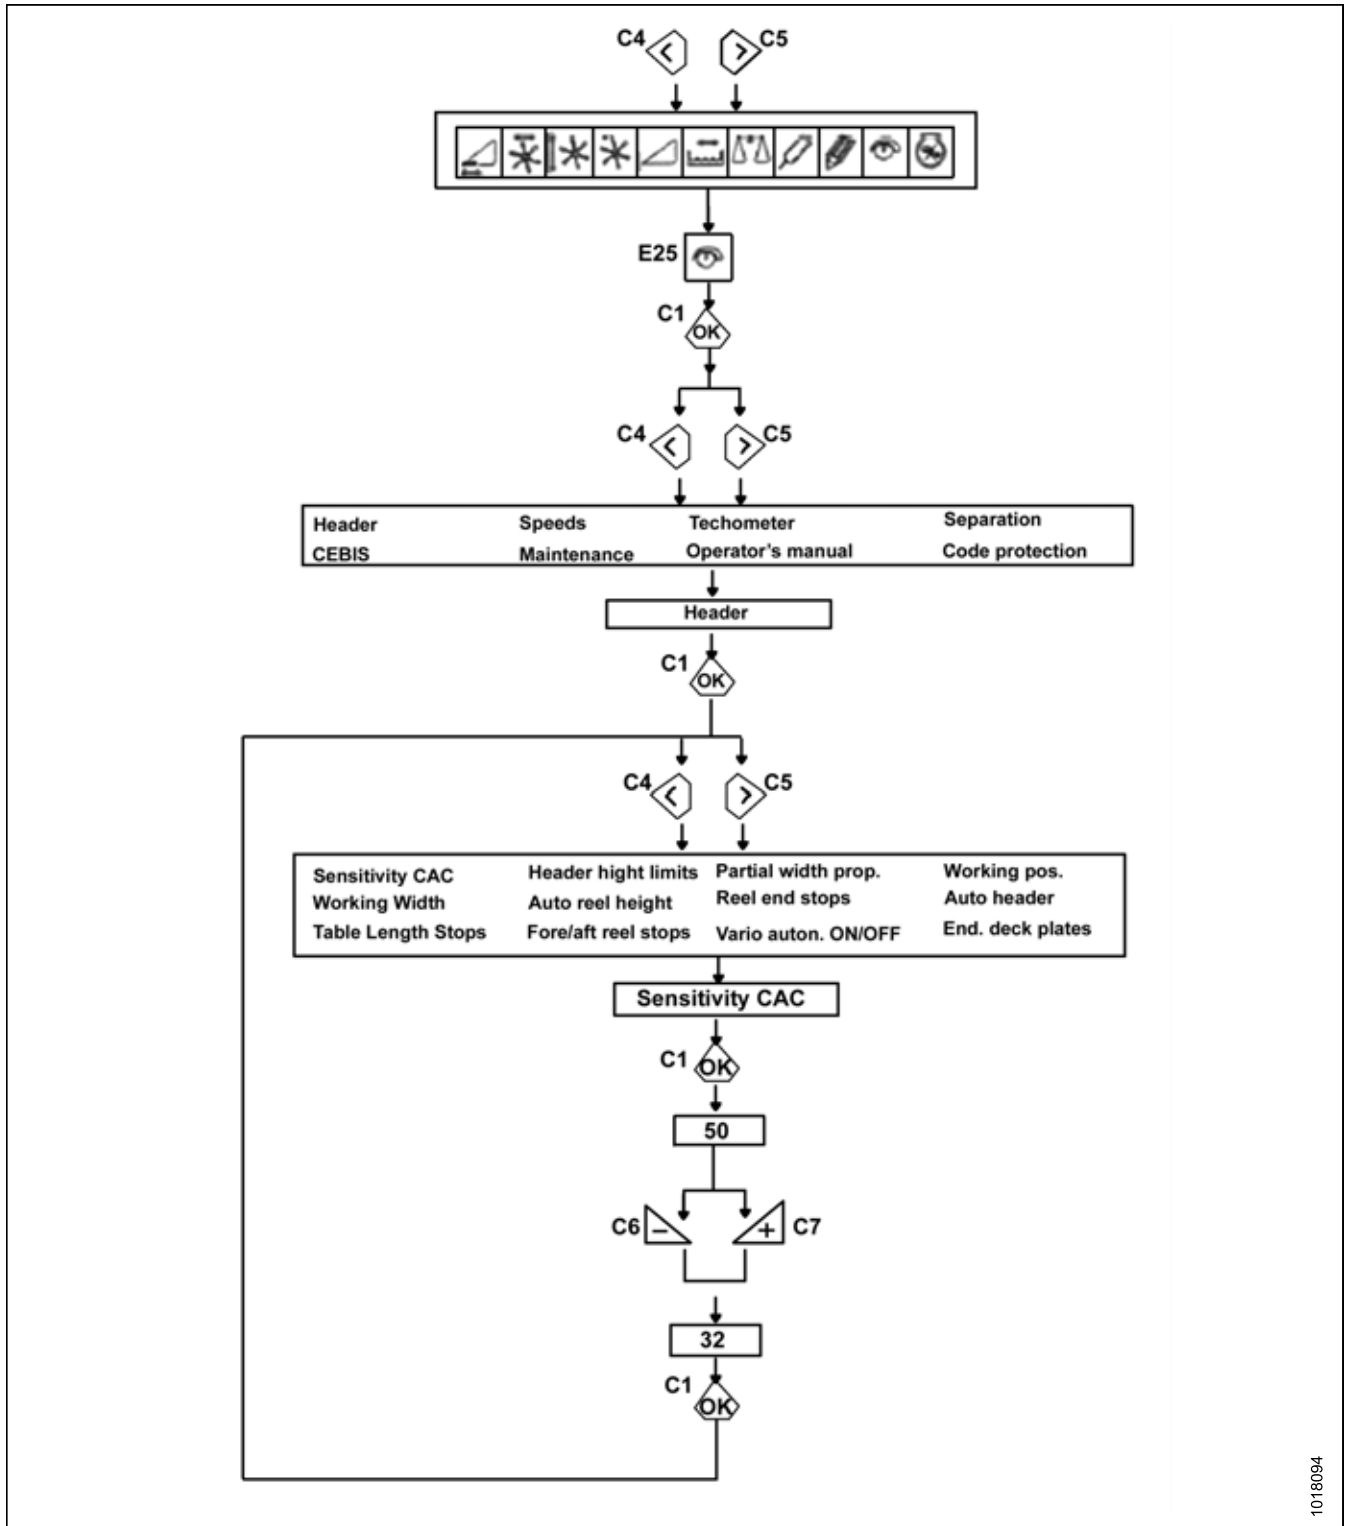 C4 < > C5
E25
C1
OK
C4 < > C5
Header Speeds Techometer Separation
CEBIS Maintenance Operator's manual Code protection
Header
C1
OK
C4 < > C5
Sensitivity CAC Header hight limits Partial width prop. Working pos.
Working Width Auto reel height Reel end stops Auto header
Table Length Stops Fore/aft reel stops Vario auton. ON/OFF End. deck plates
Sensitivity CAC
C1
OK
50
C6 − + C7
32
C1
OK
1018094